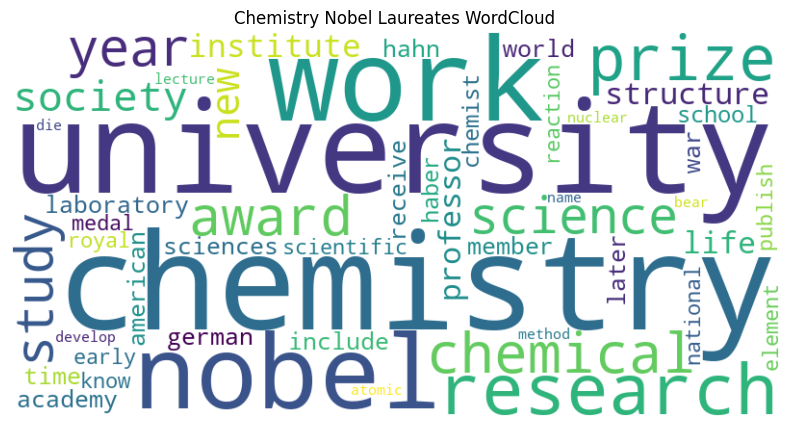 Chemistry Nobel Laureates WordCloud
year
institute
hahn
world
work
prize
lecture
society
new
chemist
reaction
structure
nuclear
school
die
university
war
laboratory
medal
royal
award
receive
haber
professor
science
name
bear
publish
study
american
sciences
scientific
member
later
life
chemistry
national
element
develop
german
include
method
early
time
know
academy
nobel
atomic
chemical
research